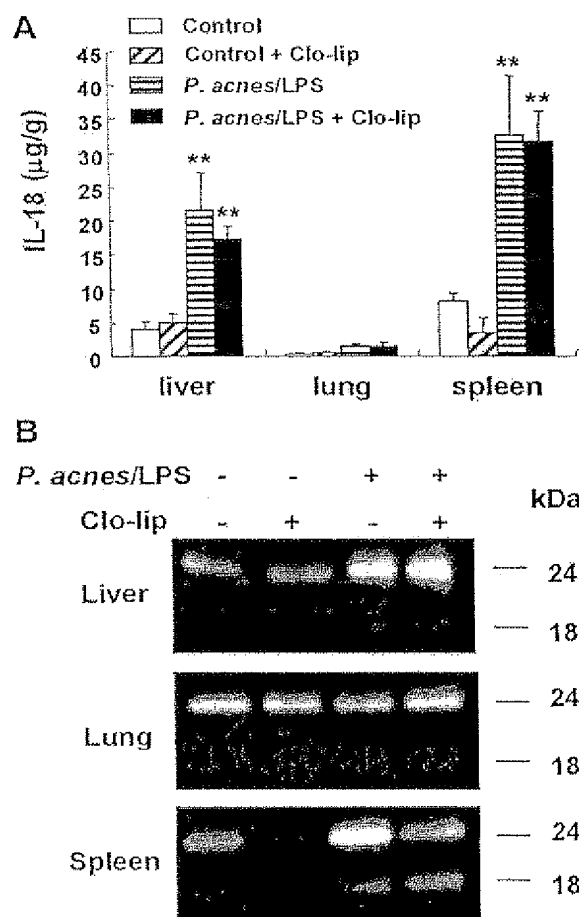 A
Control
Control + Clo-lip
P. acnes/LPS
P. acnes/LPS + Clo-lip
IL-18 (µg/g)
45
40
35
30
25
20
15
10
5
0
** ** ** **
liver lung spleen
B
P. acnes/LPS - - + +
kDa
Clo-lip - + - +
Liver
24
18
Lung
24
18
Spleen
24
18